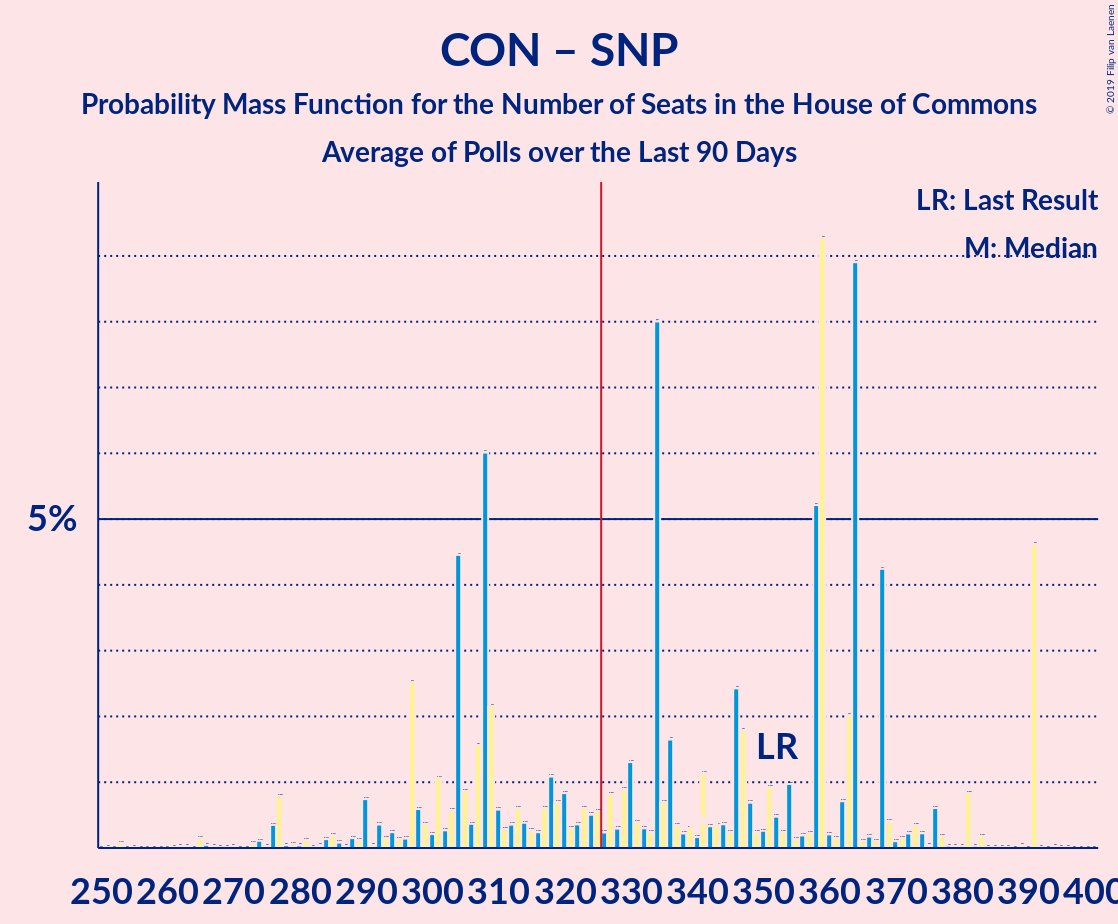 CON – SNP
Probability Mass Function for the Number of Seats in the House of Commons
Average of Polls over the Last 90 Days
© 2019 Filip van Laenen
LR: Last Result
M: Median
5%
LR
250 260 270 280 290 300 310 320 330 340 350 360 370 380 390 400